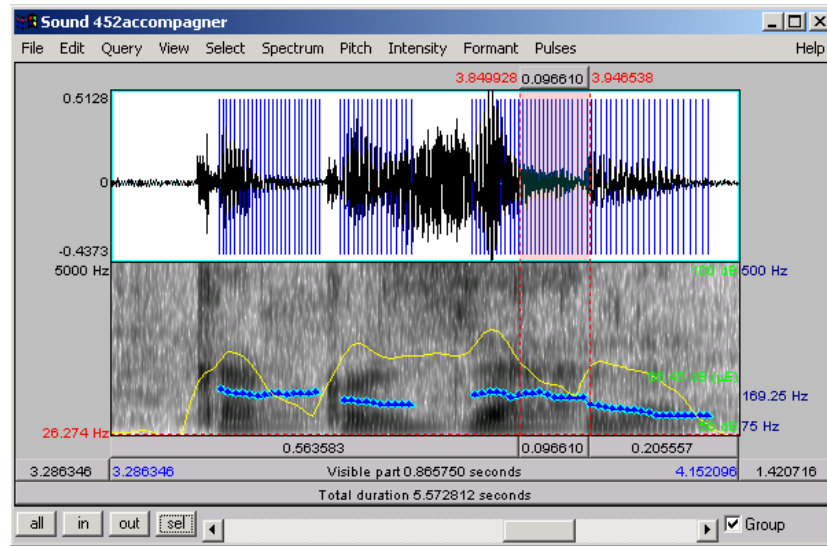 Sound 452accompagner
File Edit Query View Select Spectrum Pitch Intensity Formant Pulses Help
3.849928 0.096610 3.946538
0.5128
0
-0.4373
5000 Hz 100 dB 500 Hz
169.25 Hz
26.274 Hz 75 Hz
0.563583 0.096610 0.205557
3.286346 3.286346 Visible part 0.865750 seconds 4.152096 1.420716
Total duration 5.572812 seconds
all in out sel Group